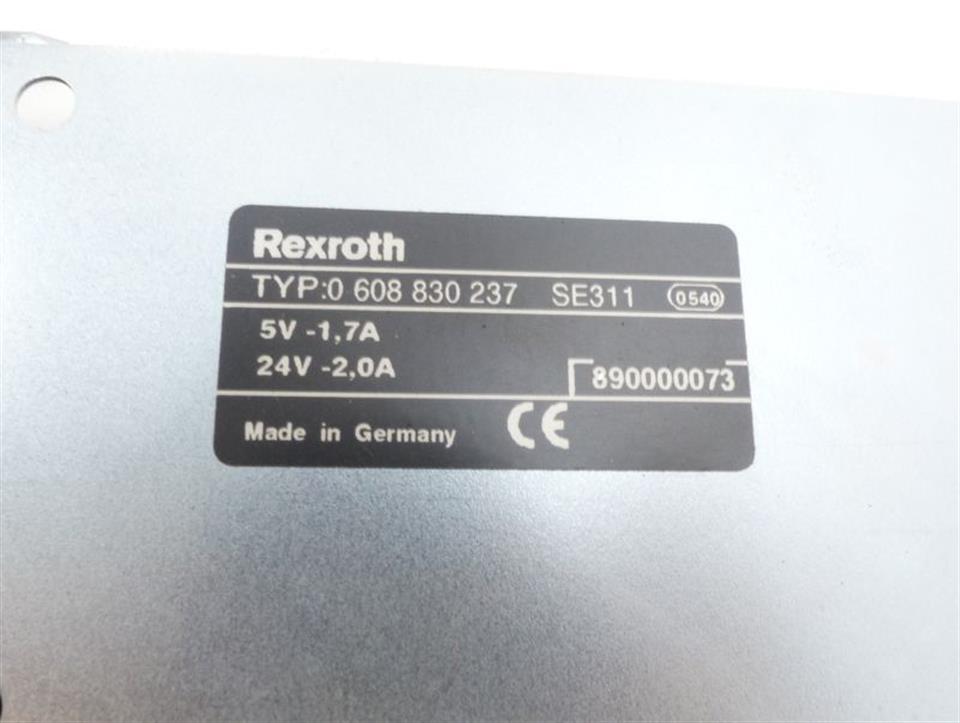 Rexroth
TYP:0 608 830 237 SE311 0540
5V -1,7A
24V -2,0A
890000073
Made in Germany CE